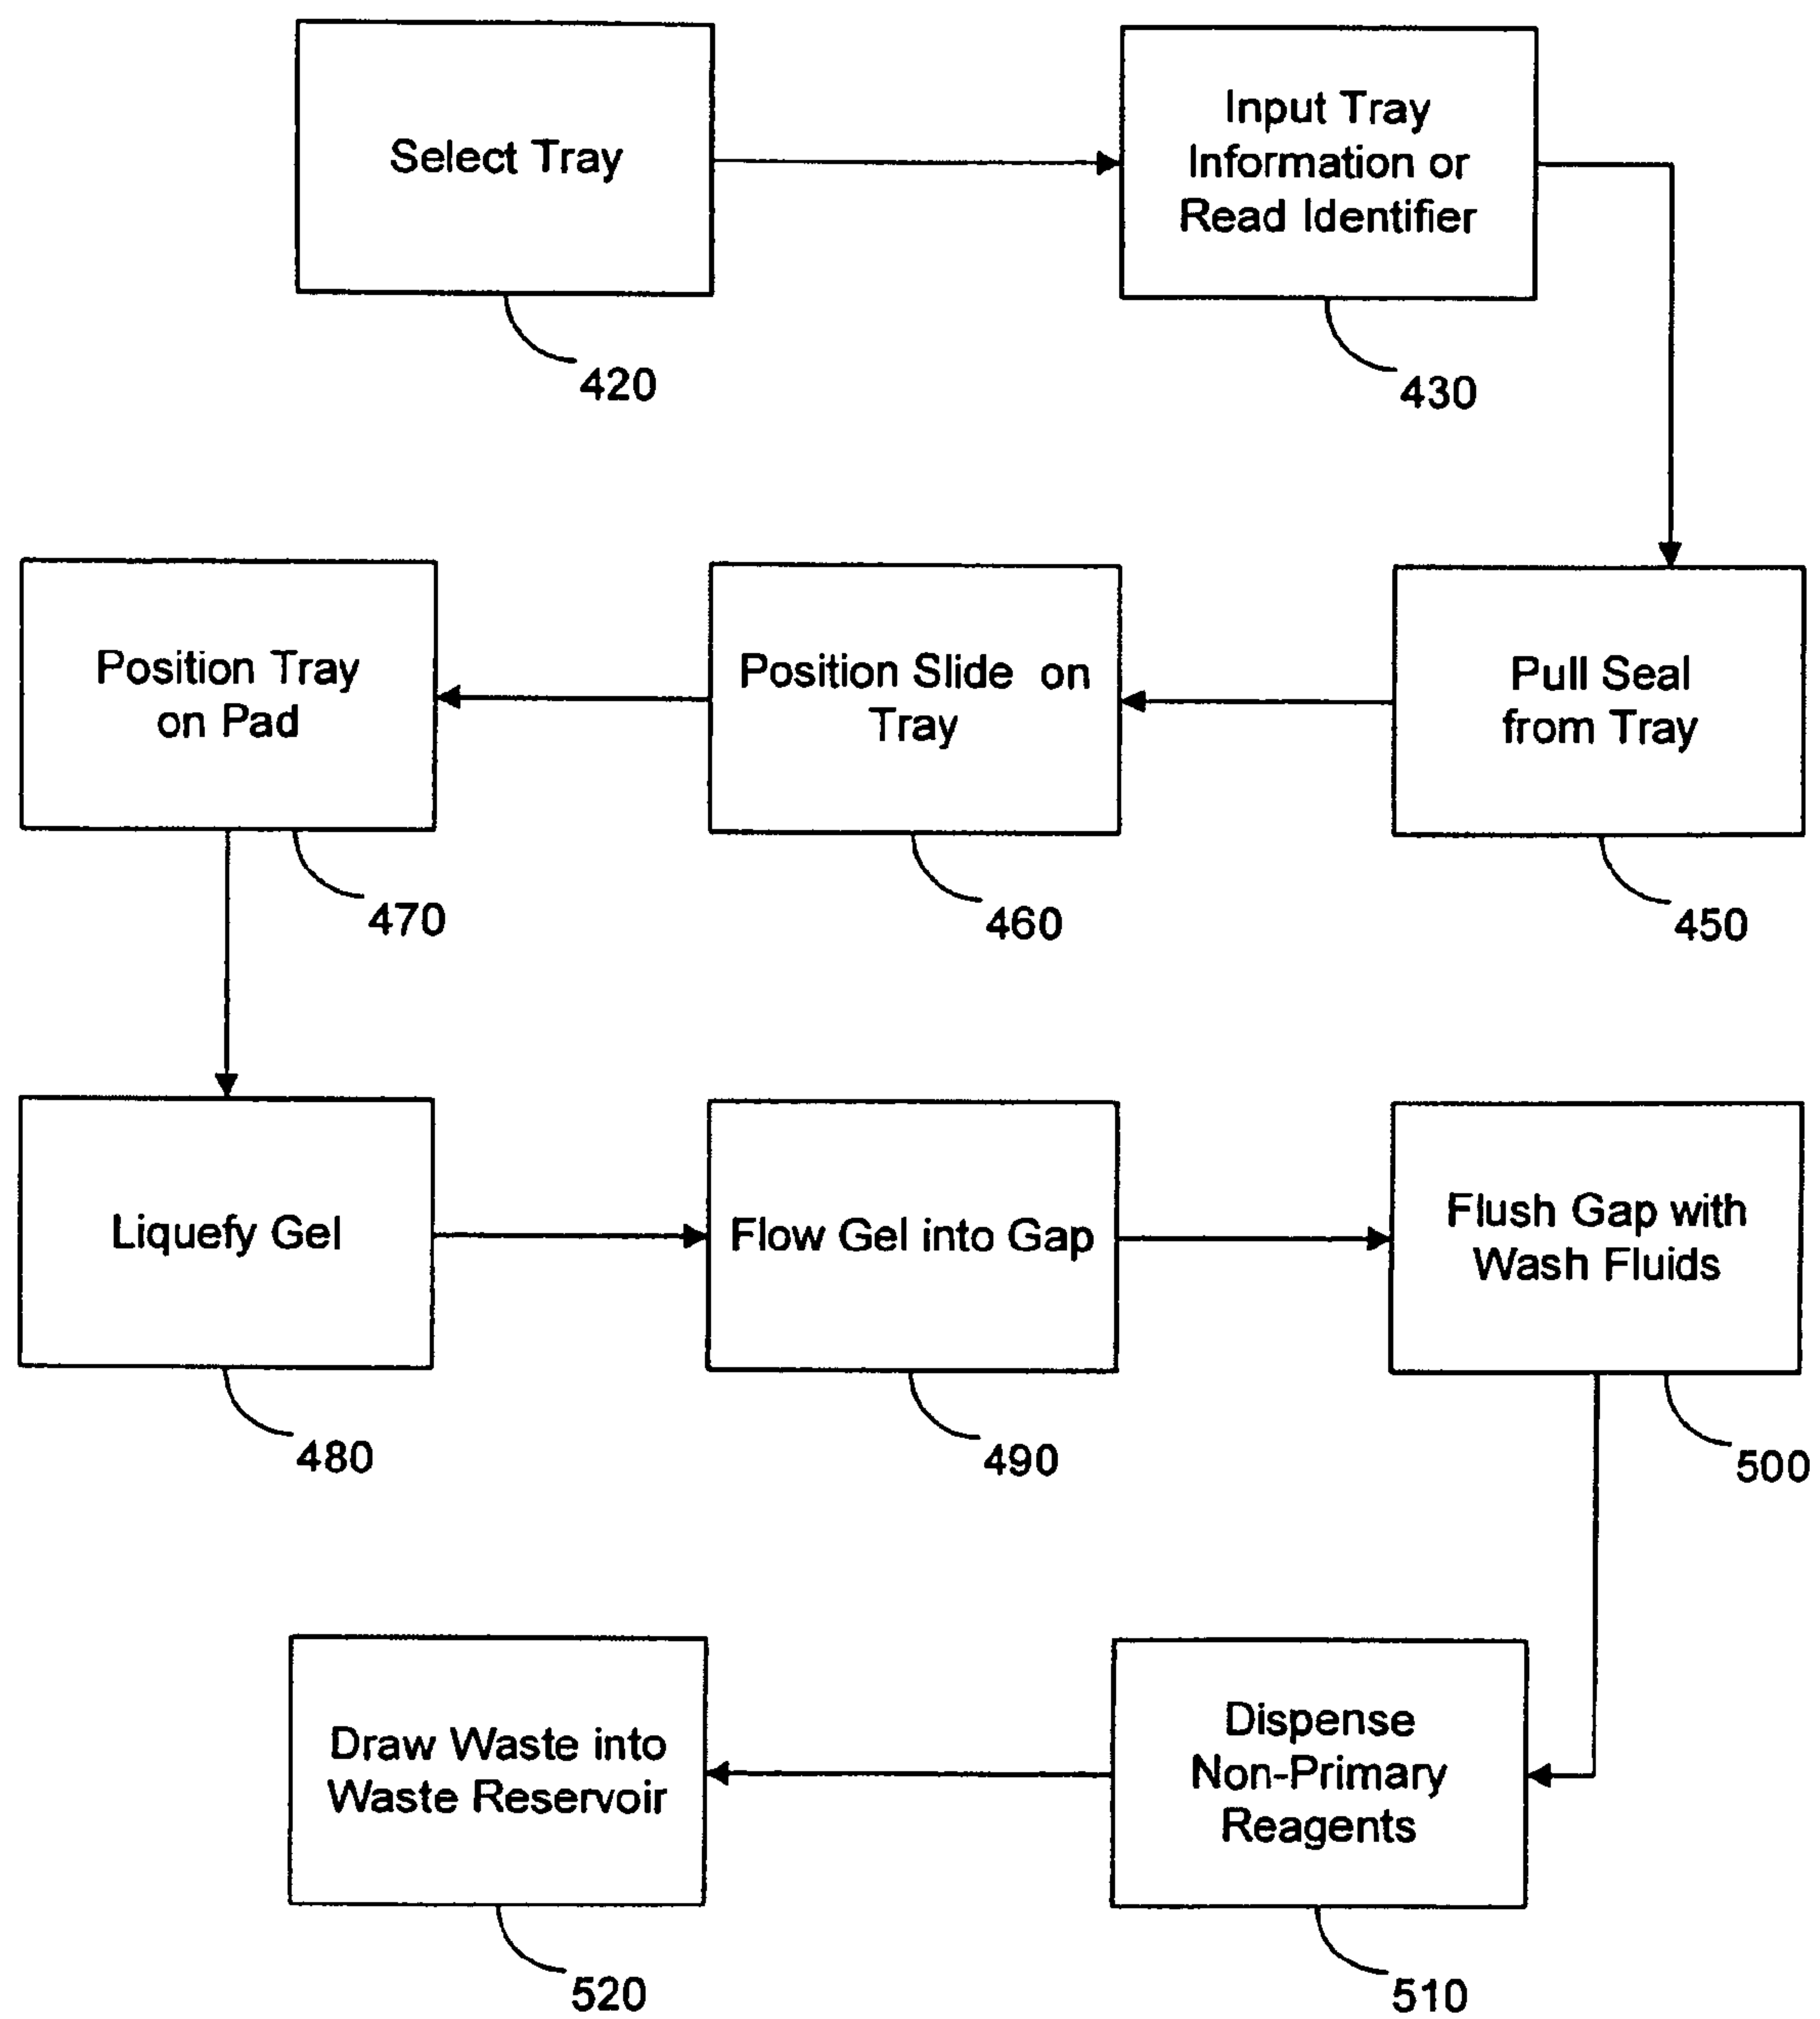 Select Tray
420
Input Tray
Information or
Read Identifier
430
Pull Seal
from Tray
450
Position Slide on
Tray
460
Position Tray
on Pad
470
Liquefy Gel
480
Flow Gel into Gap
490
Flush Gap with
Wash Fluids
500
Dispense
Non-Primary
Reagents
510
Draw Waste into
Waste Reservoir
520